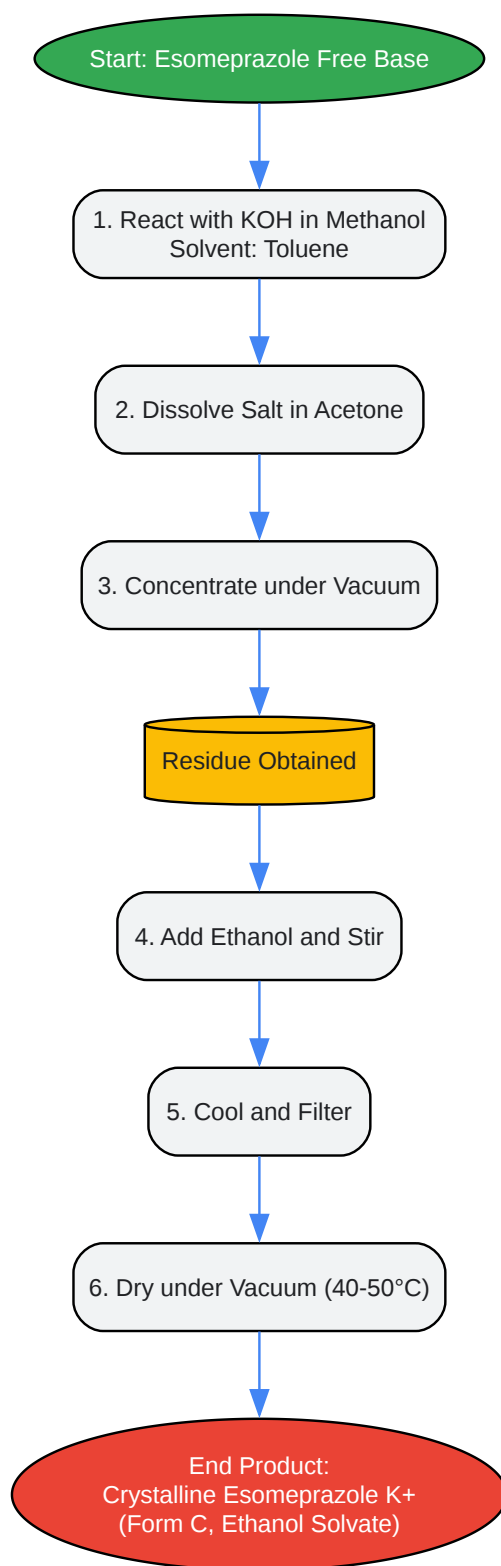 Start: Esomeprazole Free Base
1. React with KOH in Methanol
Solvent: Toluene
2. Dissolve Salt in Acetone
3. Concentrate under Vacuum
Residue Obtained
4. Add Ethanol and Stir
5. Cool and Filter
6. Dry under Vacuum (40-50°C)
End Product:
Crystalline Esomeprazole K+
(Form C, Ethanol Solvate)